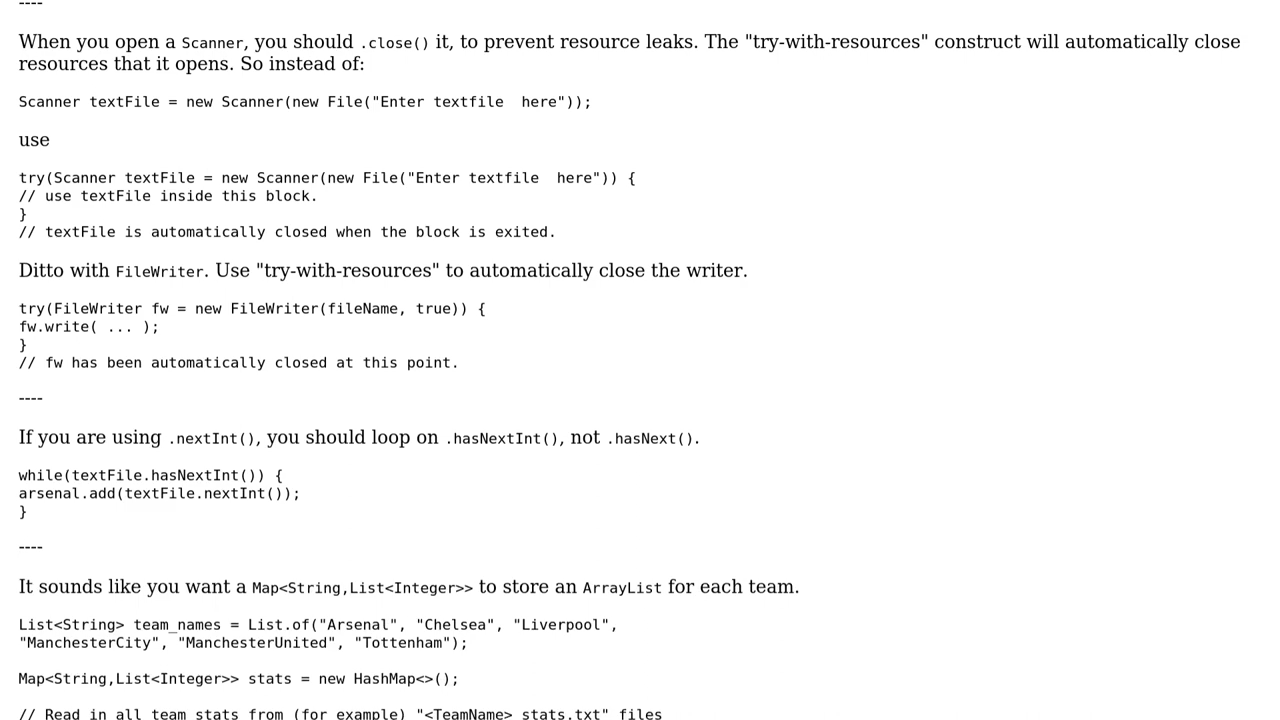 ----
When you open a Scanner, you should .close() it, to prevent resource leaks. The "try-with-resources" construct will automatically close
resources that it opens. So instead of:
Scanner textFile = new Scanner(new File("Enter textfile  here"));
use
try(Scanner textFile = new Scanner(new File("Enter textfile  here")) {
// use textFile inside this block.
}
// textFile is automatically closed when the block is exited.
Ditto with FileWriter. Use "try-with-resources" to automatically close the writer.
try(FileWriter fw = new FileWriter(fileName, true)) {
fw.write( ... );
}
// fw has been automatically closed at this point.
----
If you are using .nextInt(), you should loop on .hasNextInt(), not .hasNext().
while(textFile.hasNextInt()) {
arsenal.add(textFile.nextInt());
}
----
It sounds like you want a Map<String,List<Integer>> to store an ArrayList for each team.
List<String> team_names = List.of("Arsenal", "Chelsea", "Liverpool",
"ManchesterCity", "ManchesterUnited", "Tottenham");
Map<String,List<Integer>> stats = new HashMap<>();
// Read in all team stats from (for example) "<TeamName> stats.txt" files